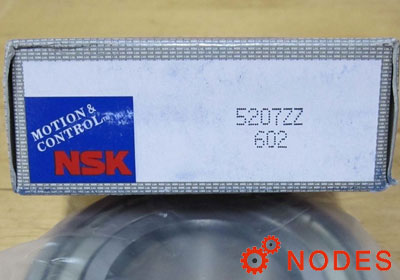 MOTION &
CONTROL
NSK
5207ZZ
602
NODES